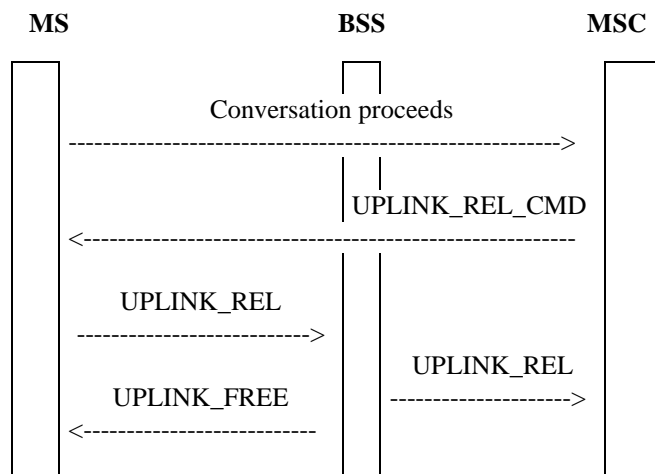 MS BSS MSC
Conversation proceeds
UPLINK_REL_CMD
UPLINK_REL
UPLINK_REL
UPLINK_FREE